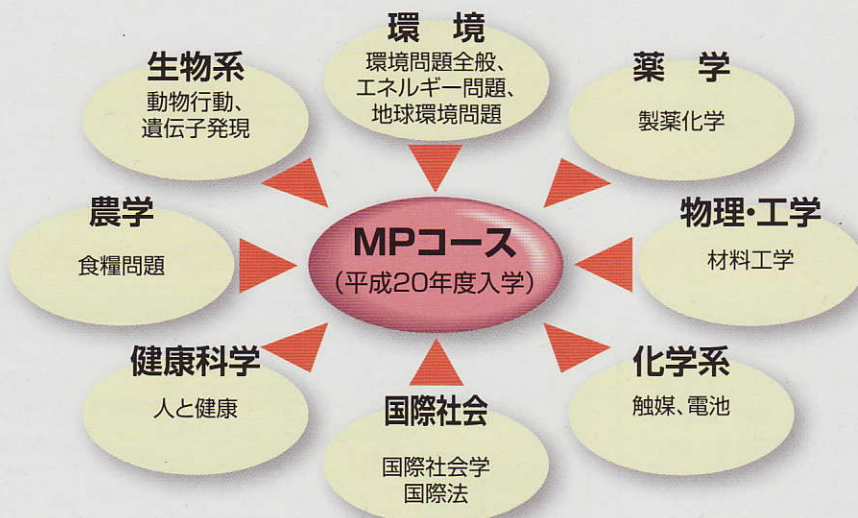 環　境
環境問題全般、
エネルギー問題、
地球環境問題
生物系
動物行動、
遺伝子発現
薬　学
製薬化学
農学
食糧問題
MPコース
(平成20年度入学)
物理・工学
材料工学
健康科学
人と健康
国際社会
国際社会学
国際法
化学系
触媒、電池